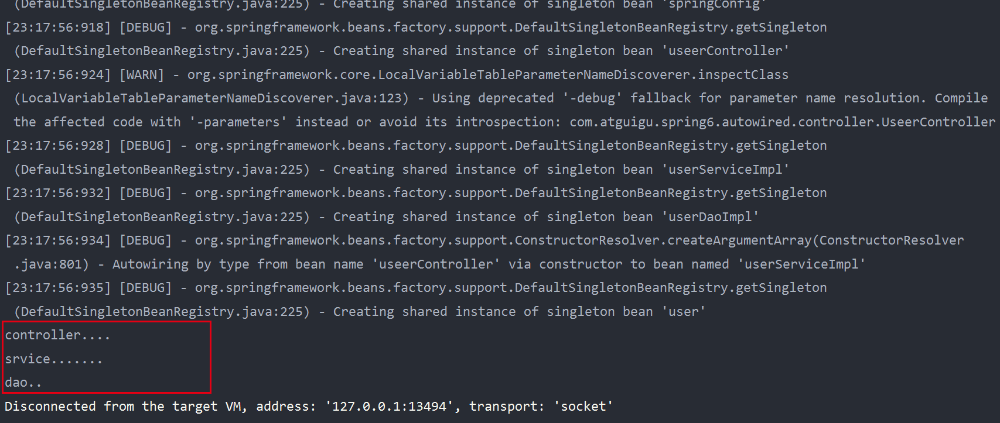 (DefaultSingletonBeanRegistry.java:225) - Creating shared instance of singleton bean 'springConfig'
[23:17:56:918] [DEBUG] - org.springframework.beans.factory.support.DefaultSingletonBeanRegistry.getSingleton
(DefaultSingletonBeanRegistry.java:225) - Creating shared instance of singleton bean 'useerController'
[23:17:56:924] [WARN] - org.springframework.core.LocalVariableTableParameterNameDiscoverer.inspectClass
(LocalVariableTableParameterNameDiscoverer.java:123) - Using deprecated '-debug' fallback for parameter name resolution. Compile
the affected code with '-parameters' instead or avoid its introspection: com.atguigu.spring6.autowired.controller.UseerController
[23:17:56:928] [DEBUG] - org.springframework.beans.factory.support.DefaultSingletonBeanRegistry.getSingleton
(DefaultSingletonBeanRegistry.java:225) - Creating shared instance of singleton bean 'userServiceImpl'
[23:17:56:932] [DEBUG] - org.springframework.beans.factory.support.DefaultSingletonBeanRegistry.getSingleton
(DefaultSingletonBeanRegistry.java:225) - Creating shared instance of singleton bean 'userDaoImpl'
[23:17:56:934] [DEBUG] - org.springframework.beans.factory.support.ConstructorResolver.createArgumentArray(ConstructorResolver
.java:801) - Autowiring by type from bean name 'useerController' via constructor to bean named 'userServiceImpl'
[23:17:56:935] [DEBUG] - org.springframework.beans.factory.support.DefaultSingletonBeanRegistry.getSingleton
(DefaultSingletonBeanRegistry.java:225) - Creating shared instance of singleton bean 'user'
controller....
srvice.......
dao..
Disconnected from the target VM, address: '127.0.0.1:13494', transport: 'socket'